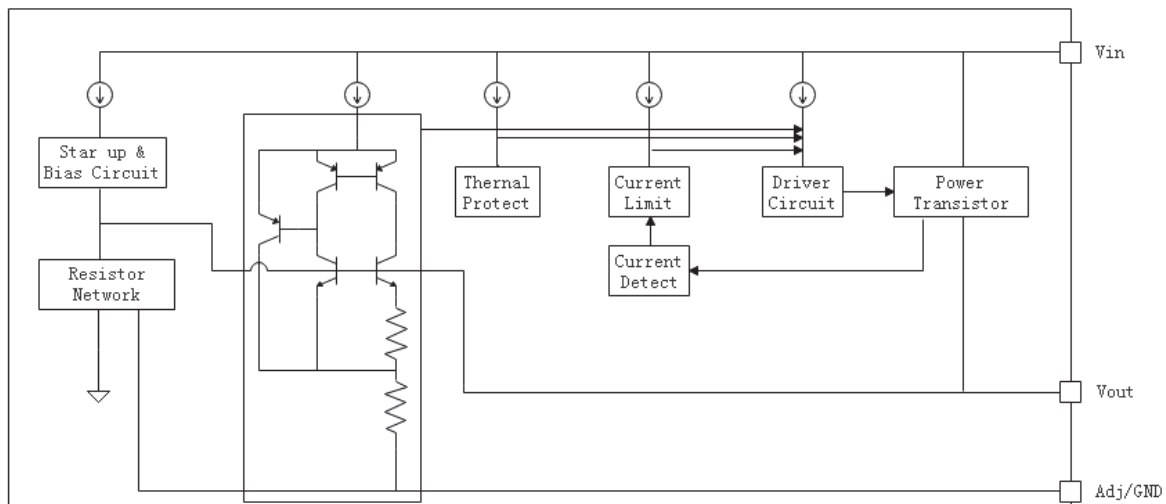 Vin
Star up &
Bias Circuit
Thernal
Protect
Current
Limit
Driver
Circuit
Power
Transistor
Resistor
Network
Current
Detect
Vout
Adj/GND